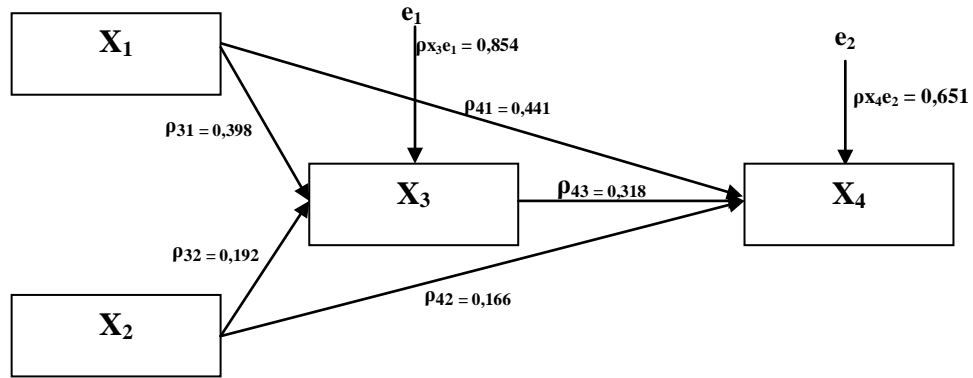 X₁
e₁
ρx₃e₁ = 0,854
e₂
ρx₄e₂ = 0,651
ρ₄₁ = 0,441
ρ₃₁ = 0,398
X₃
ρ₄₃ = 0,318
X₄
ρ₃₂ = 0,192
ρ₄₂ = 0,166
X₂